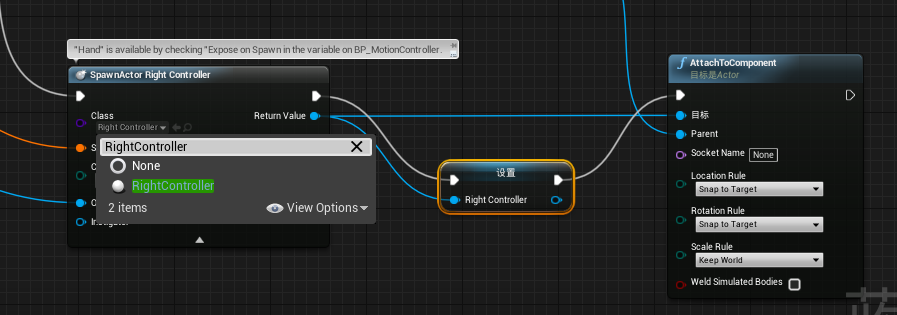 "Hand" is available by checking "Expose on Spawn in the variable on BP_MotionController.
SpawnActor Right Controller
Class
Right Controller
Return Value
RightController
None
RightController
2 items
View Options
设置
Right Controller
AttachToComponent
目标是Actor
目标
Parent
Socket Name
None
Location Rule
Snap to Target
Rotation Rule
Snap to Target
Scale Rule
Keep World
Weld Simulated Bodies